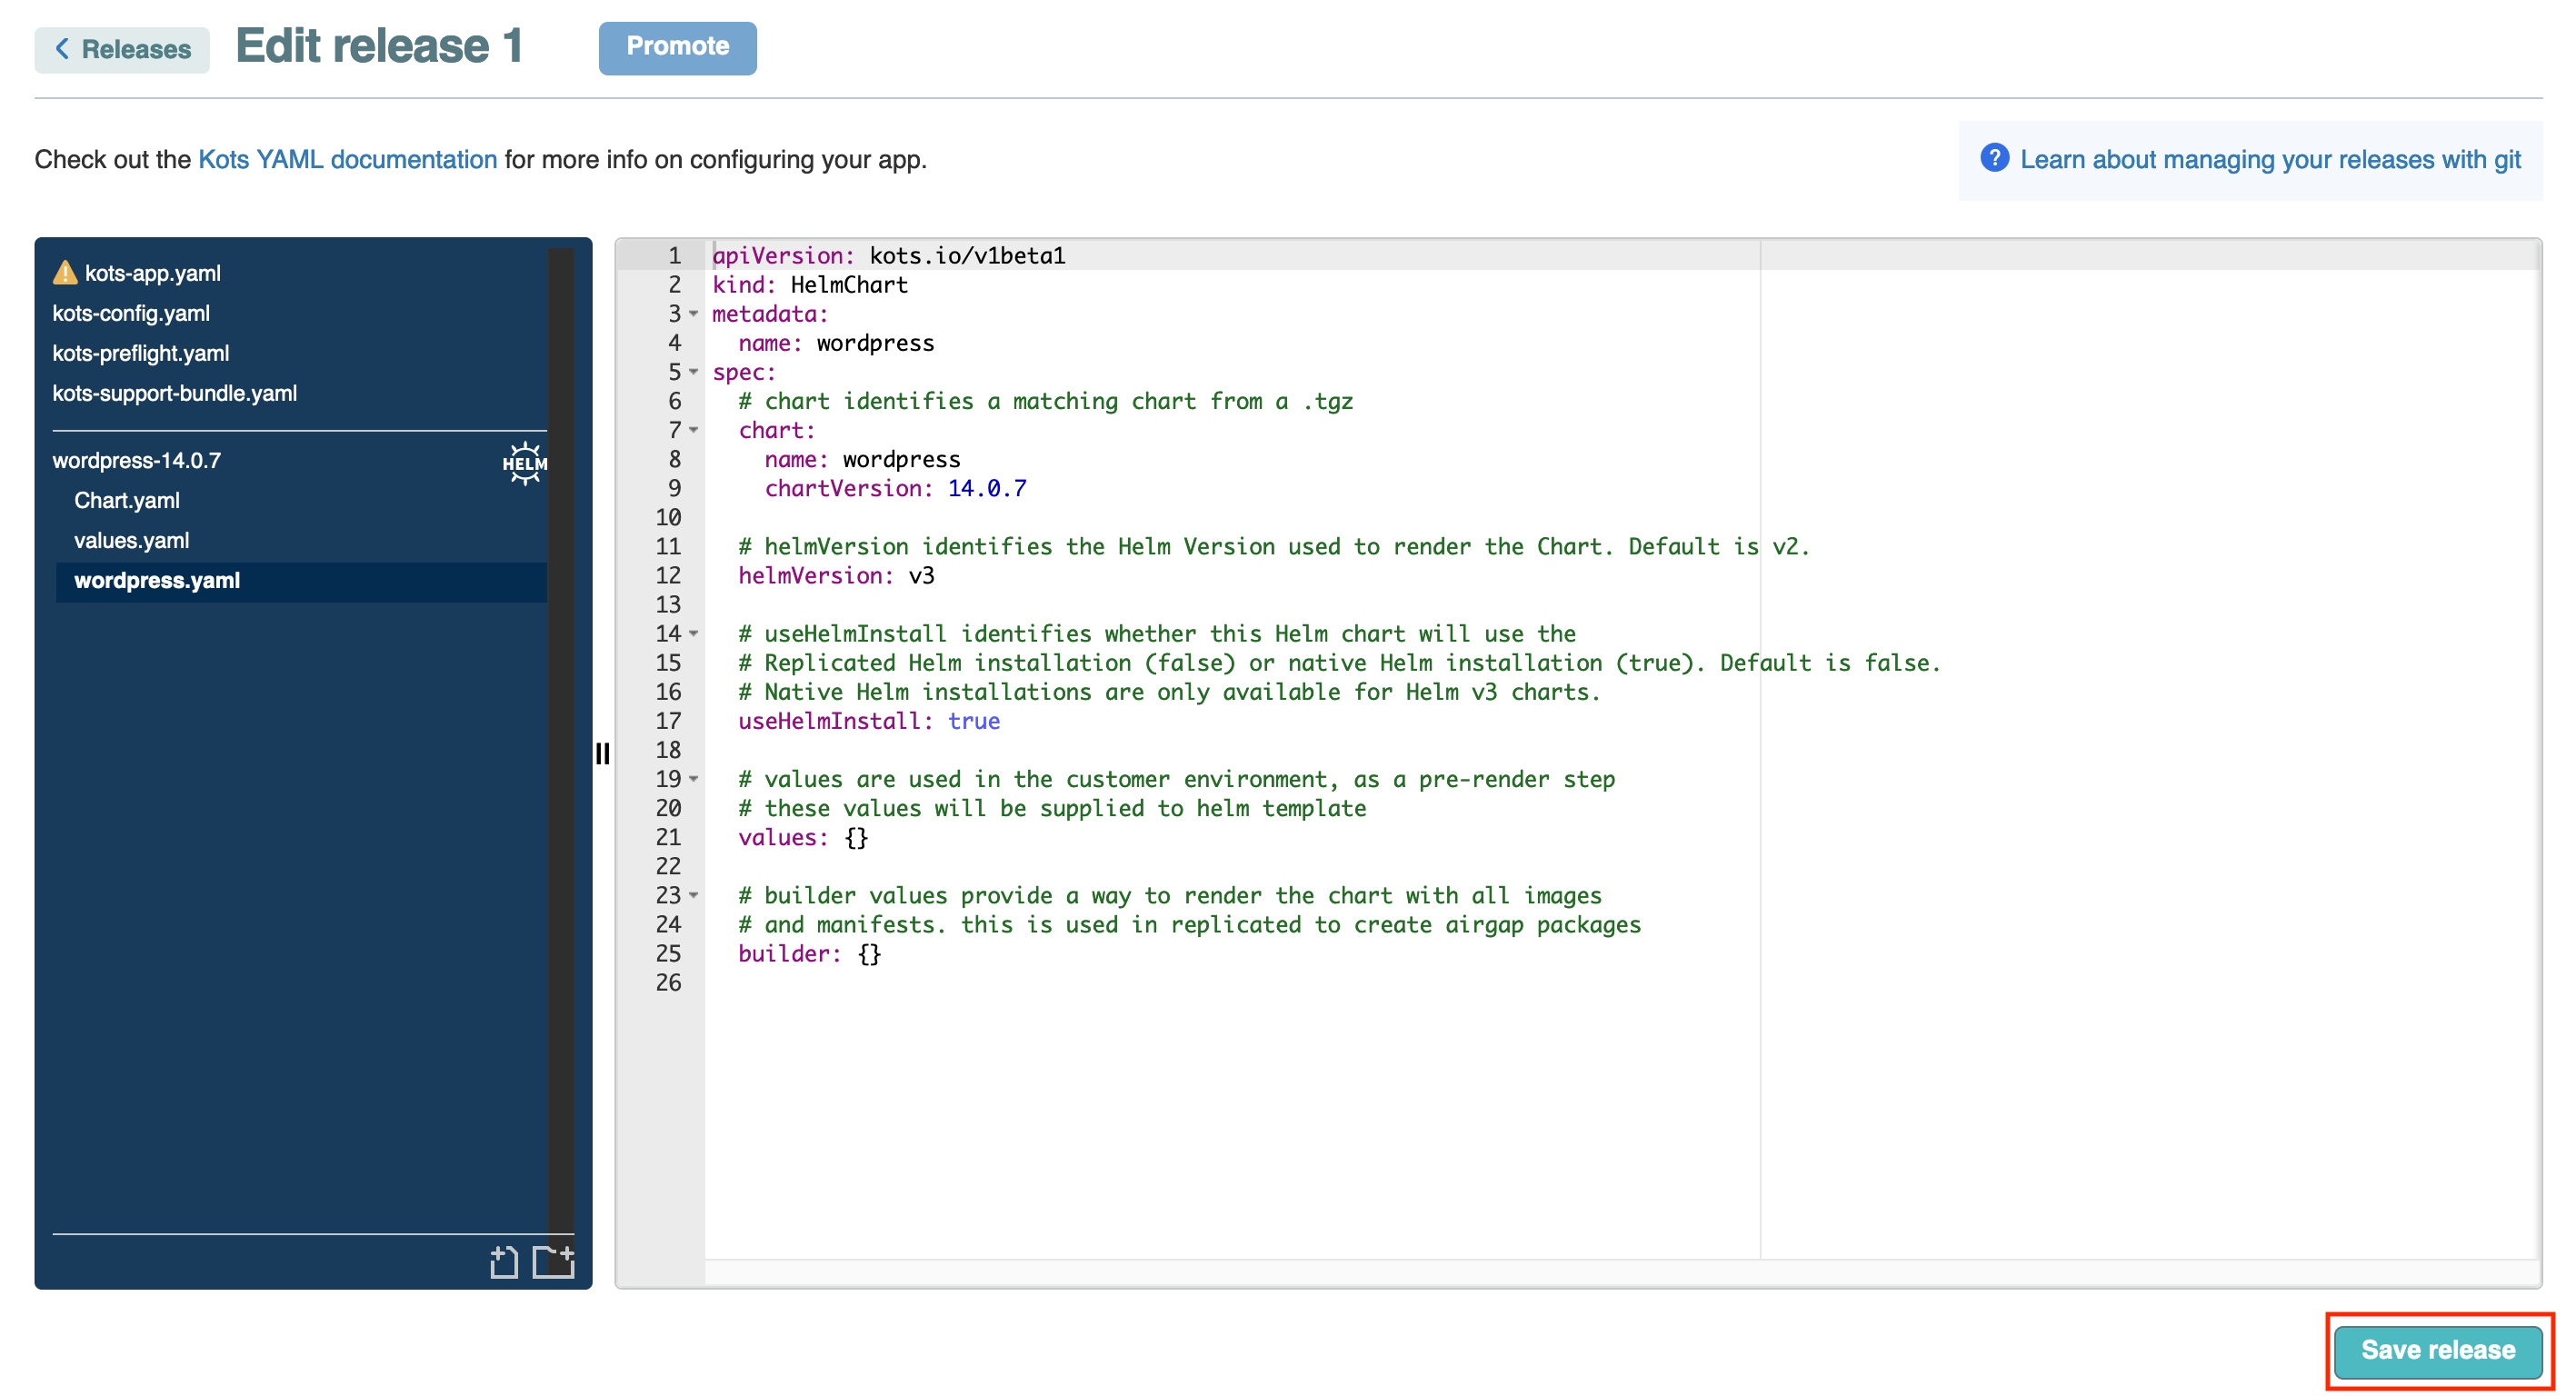 Releases
Edit release 1
Promote
Check out the Kots YAML documentation for more info on configuring your app.
? Learn about managing your releases with git
kots-app.yaml
kots-config.yaml
kots-preflight.yaml
kots-support-bundle.yaml
wordpress-14.0.7
HELM
Chart.yaml
values.yaml
wordpress.yaml
1 apiVersion: kots.io/v1beta1
2 kind: HelmChart
3 metadata:
4   name: wordpress
5 spec:
6   # chart identifies a matching chart from a .tgz
7   chart:
8     name: wordpress
9     chartVersion: 14.0.7
10
11   # helmVersion identifies the Helm Version used to render the Chart. Default is v2.
12   helmVersion: v3
13
14   # useHelmInstall identifies whether this Helm chart will use the
15   # Replicated Helm installation (false) or native Helm installation (true). Default is false.
16   # Native Helm installations are only available for Helm v3 charts.
17   useHelmInstall: true
18
19   # values are used in the customer environment, as a pre-render step
20   # these values will be supplied to helm template
21   values: {}
22
23   # builder values provide a way to render the chart with all images
24   # and manifests. this is used in replicated to create airgap packages
25   builder: {}
26
Save release